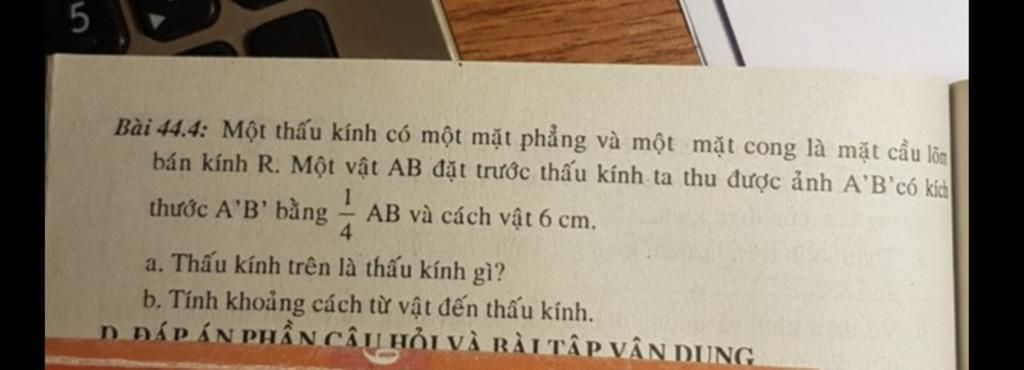 5
Bài 44.4: Một thấu kính có một mặt phẳng và một mặt cong là mặt cầu lõm
bán kính R. Một vật AB đặt trước thấu kính ta thu được ảnh A'B'có kích
thước A'B' bằng 1/4 AB và cách vật 6 cm.
a. Thấu kính trên là thấu kính gì?
b. Tính khoảng cách từ vật đến thấu kính.
D. ĐÁP ÁN PHẦN CÂU HỎI VÀ BÀI TẬP VẬN DỤNG